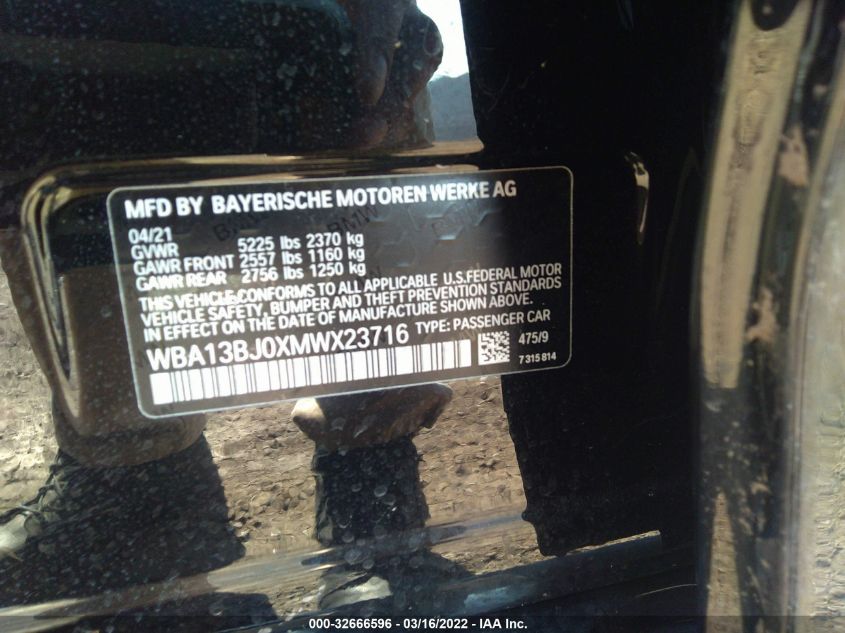 MFD BY BAYERISCHE MOTOREN WERKE AG
04/21
GVWR 5225 lbs 2370 kg
GAWR FRONT 2557 lbs 1160 kg
GAWR REAR 2756 lbs 1250 kg
THIS VEHICLE CONFORMS TO ALL APPLICABLE U.S.FEDERAL MOTOR
VEHICLE SAFETY, BUMPER AND THEFT PREVENTION STANDARDS
IN EFFECT ON THE DATE OF MANUFACTURE SHOWN ABOVE.
WBA13BJ0XMWX23716 TYPE: PASSENGER CAR
475/9
7 315 814
000-32666596 - 03/16/2022 - IAA Inc.